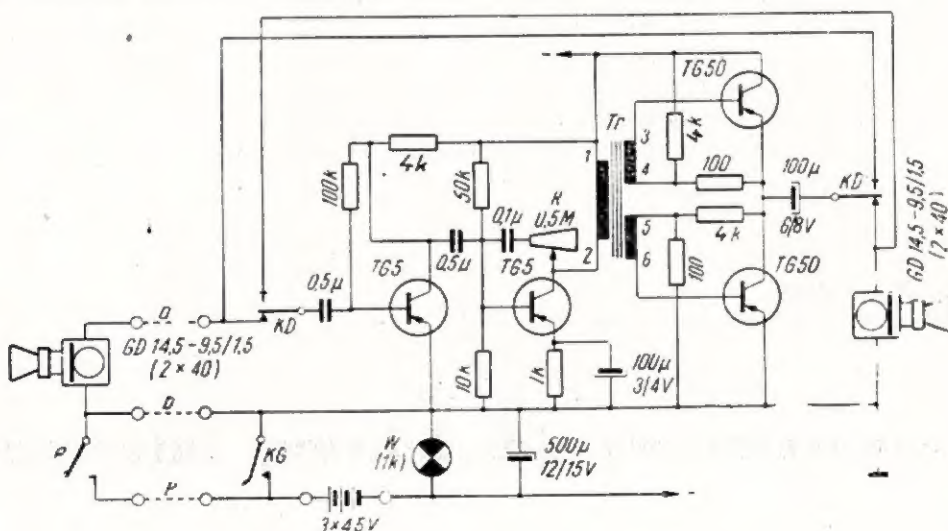 TG50
Tr
1
3
4
4k
4k
100k
50k
0,1μ
R
0,5M
2
100
100μ
6/8V
KD
0,5μ
TG5
0,5μ
TG5
5
6
4k
100
TG50
GD 14,5-9,5/1,5
(2×40)
KD
GD 14,5-9,5/1,5
(2×40)
10k
1k
100μ
3/4V
P
KG
W
(1k)
500μ
12/15V
P
3×4,5V